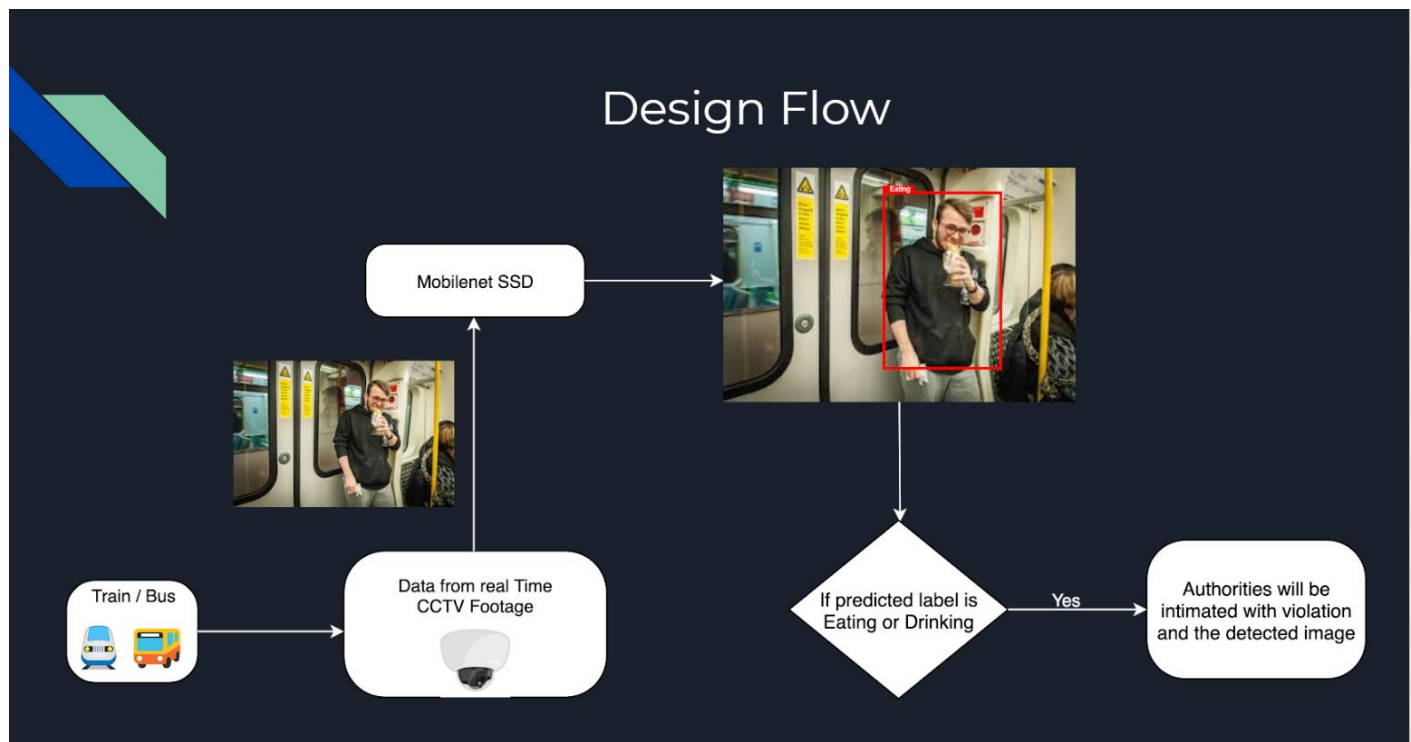 Design Flow
Eating
Mobilenet SSD
Train / Bus
Data from real Time
CCTV Footage
If predicted label is
Eating or Drinking
Yes
Authorities will be
intimated with violation
and the detected image